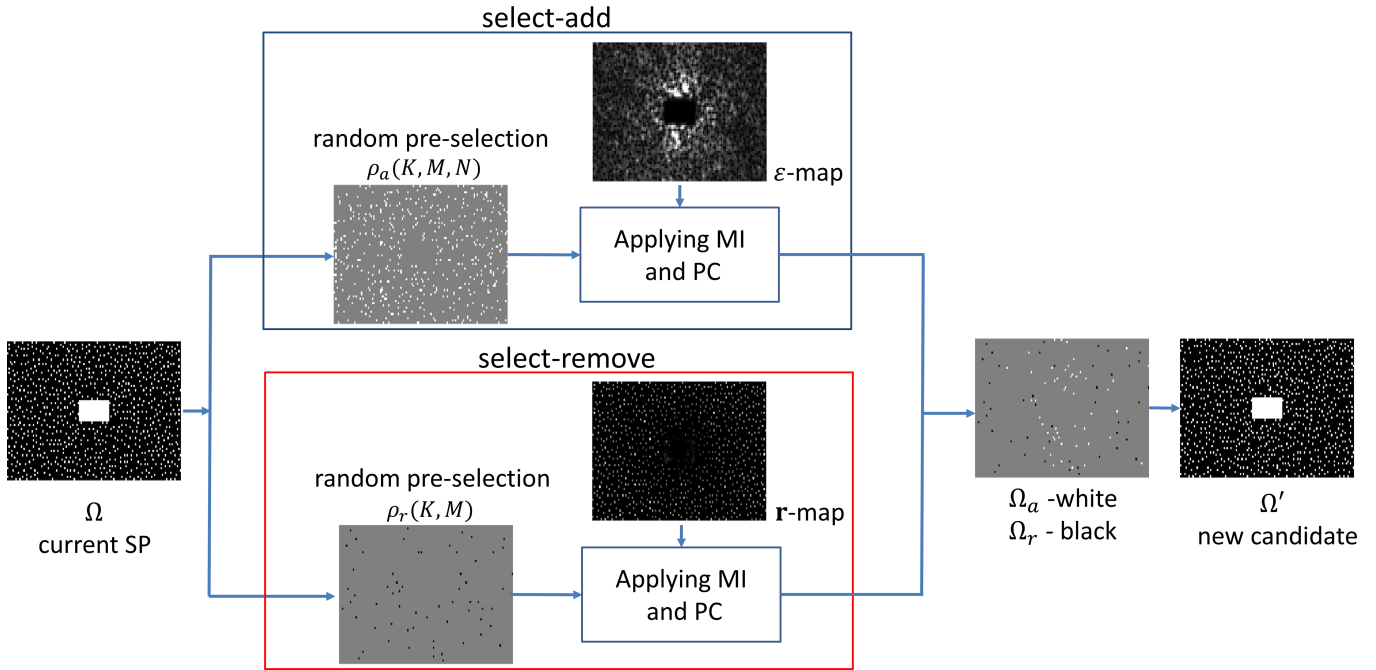 select-add
random pre-selection
ρₐ(K, M, N)
ε-map
Applying MI
and PC
select-remove
random pre-selection
ρᵣ(K, M)
r-map
Applying MI
and PC
Ω
current SP
Ωₐ -white
Ωᵣ - black
Ω′
new candidate